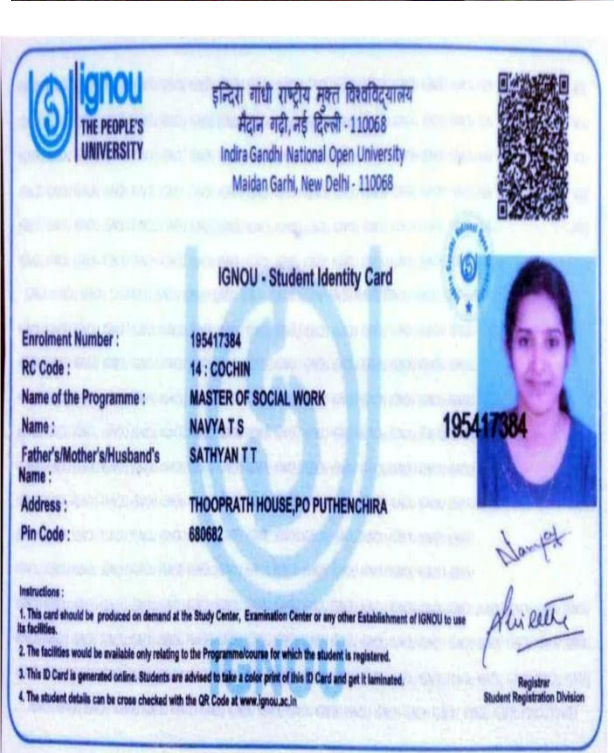 ignou
THE PEOPLE'S
UNIVERSITY
इन्दिरा गांधी राष्ट्रीय मुक्त विश्वविद्यालय
मैदान गढ़ी, नई दिल्ली - 110068
Indira Gandhi National Open University
Maidan Garhi, New Delhi - 110068
IGNOU - Student Identity Card
Enrolment Number : 195417384
RC Code : 14 : COCHIN
Name of the Programme : MASTER OF SOCIAL WORK
Name : NAVYA T S
Father's/Mother's/Husband's SATHYAN T T
Name :
Address : THOOPRATH HOUSE,PO PUTHENCHIRA
Pin Code : 680682
195417384
Instructions :
1. This card should be produced on demand at the Study Center, Examination Center or any other Establishment of IGNOU to use
its facilities.
2. The facilities would be available only relating to the Programme/course for which the student is registered.
3. This ID Card is generated online. Students are advised to take a color print of this ID Card and get it laminated.
4. The student details can be cross checked with the QR Code at www.ignou.ac.in
Registrar
Student Registration Division
IGNOU